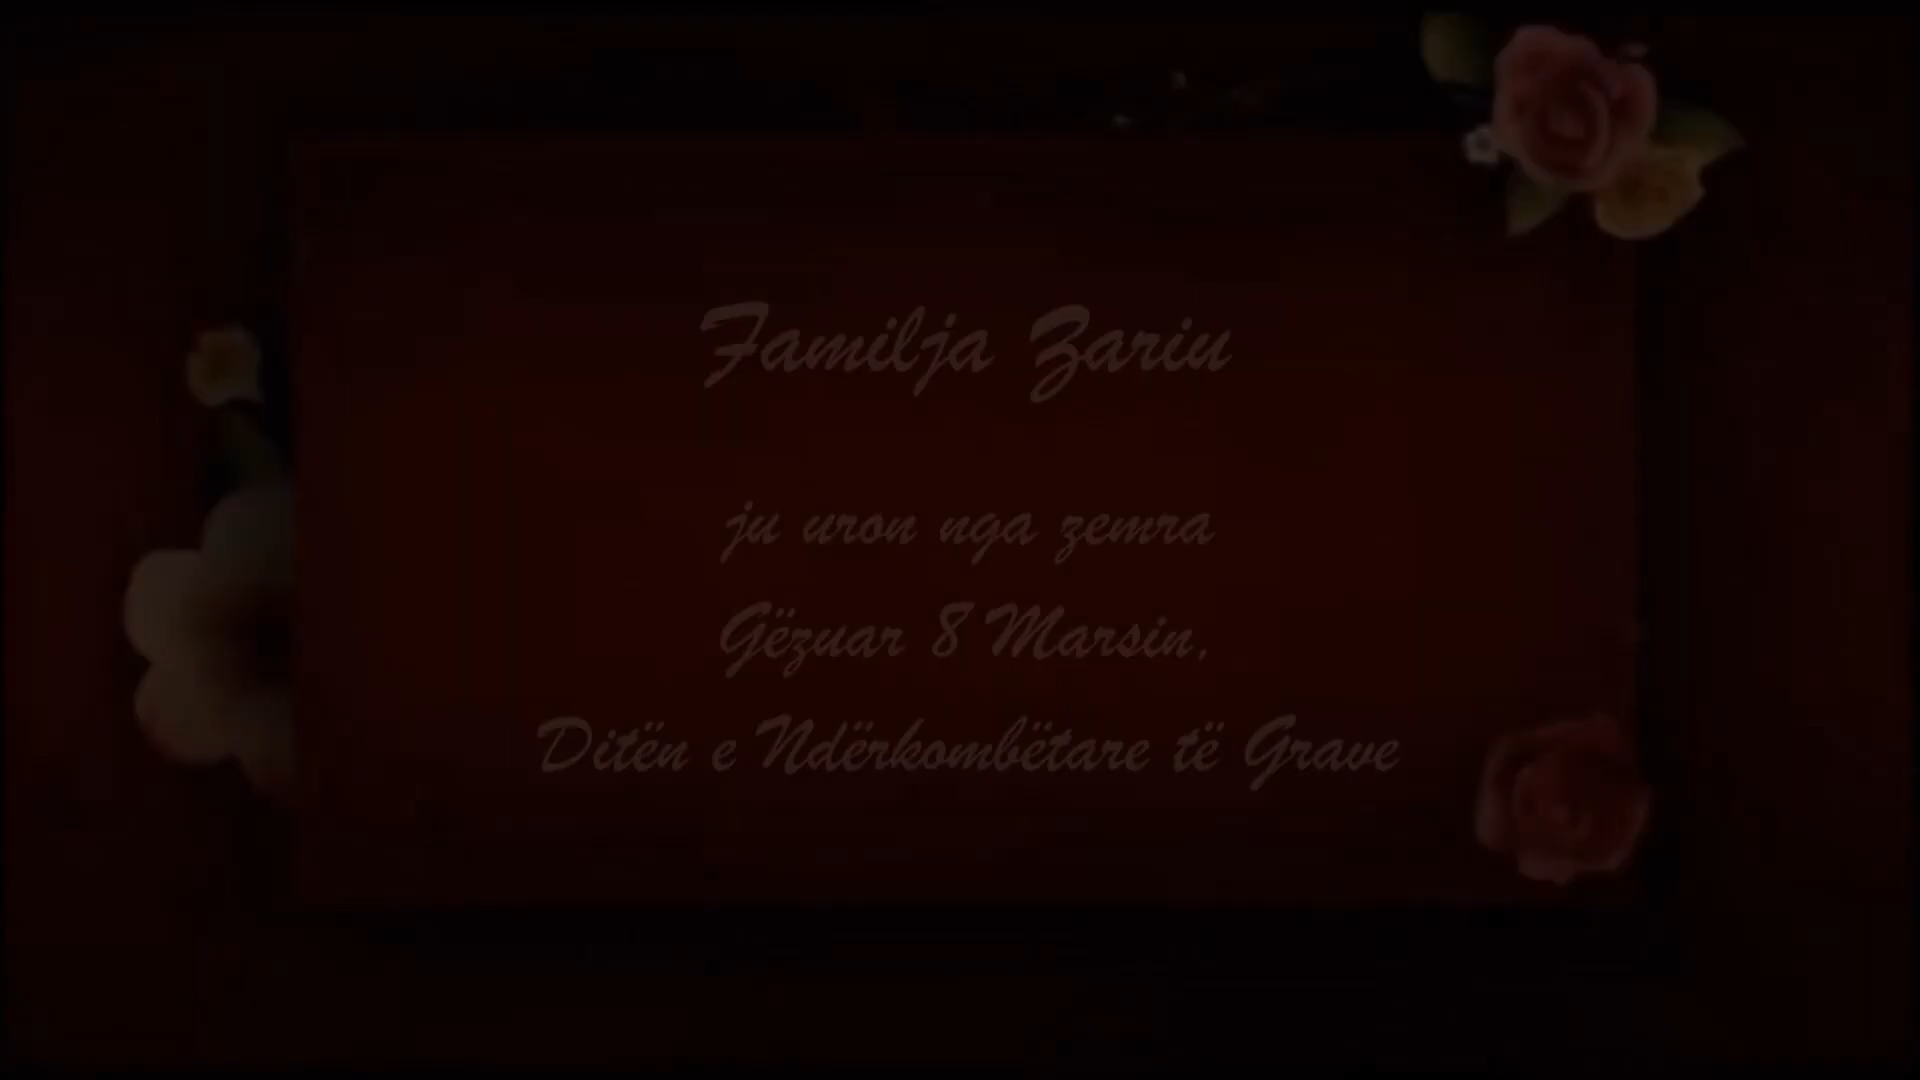 Familja Zariu
ju uron nga zemra
Gëzuar 8 Marsin,
Ditën e Ndërkombëtare të Grave